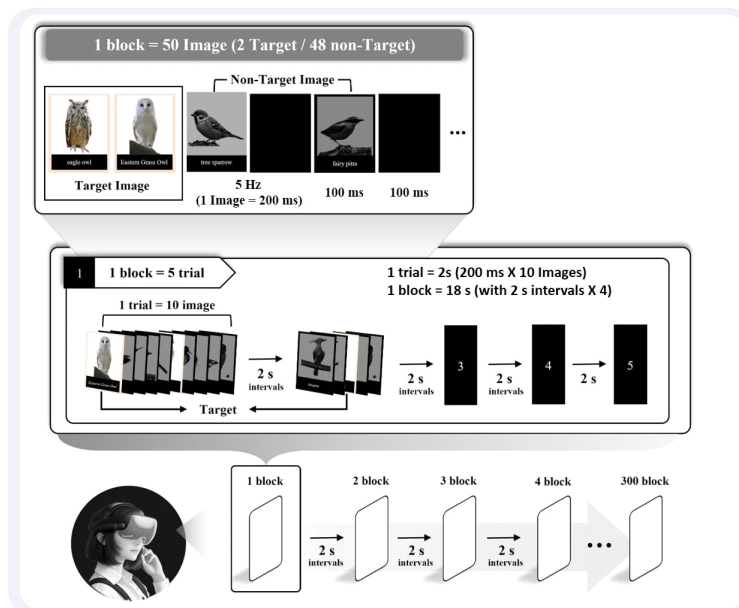 1 block = 50 Image (2 Target / 48 non-Target)
Non-Target Image
eagle owl
Eastern Grass Owl
tree sparrow
fairy pitta
...
Target Image
5 Hz
(1 Image = 200 ms)
100 ms
100 ms
1
1 block = 5 trial
1 trial = 2s (200 ms X 10 Images)
1 block = 18 s (with 2 s intervals X 4)
1 trial = 10 image
Eastern Grass Owl
3
4
5
2 s
intervals
2 s
intervals
2 s
intervals
2 s
Target
1 block
2 block
3 block
4 block
300 block
2 s
intervals
2 s
intervals
2 s
intervals
...